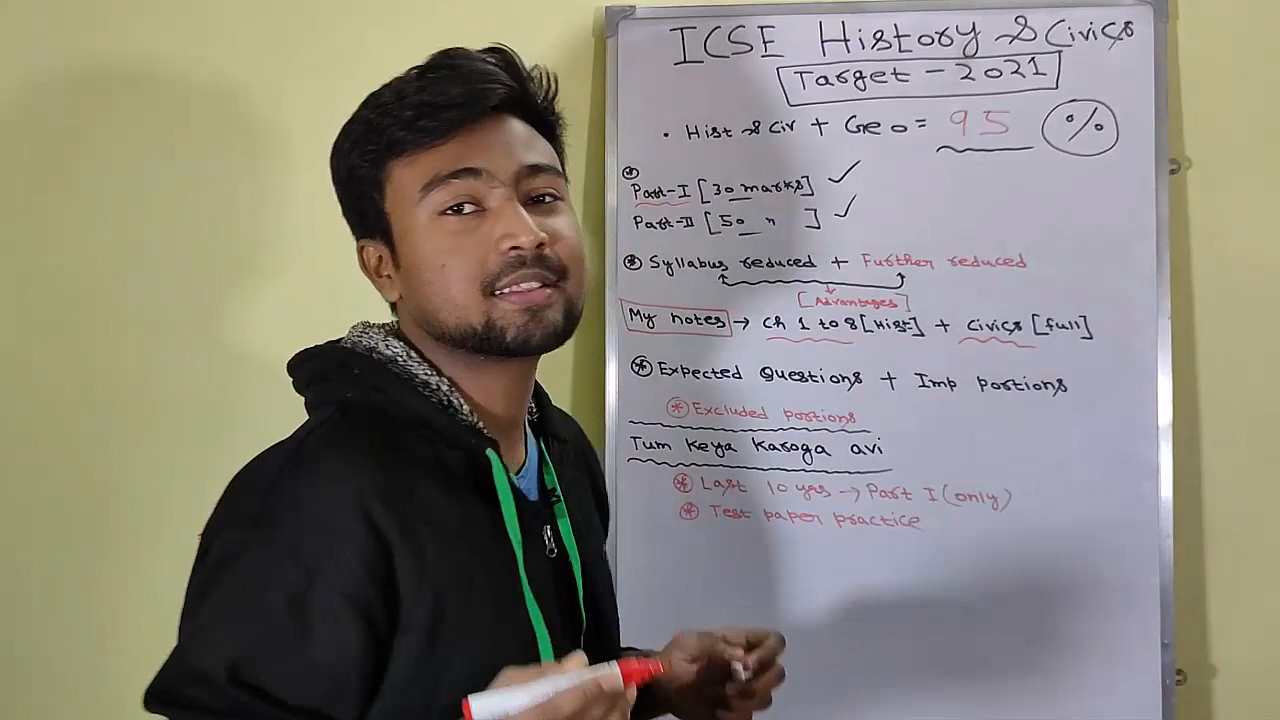 ICSE History & Civics
Target - 2021
• Hist & Civ + Geo = 95 %
Part-I [30 marks] ✓
Part-II [50 " ] ✓
Syllabus reduced + Further reduced
[Advantages]
My notes → Ch 1 to 8 [Hist] + Civics [full]
Expected Questions + Imp portions
Excluded portions
Tum keya karoga avi
Last 10 yrs → Part I (only)
Test paper practice